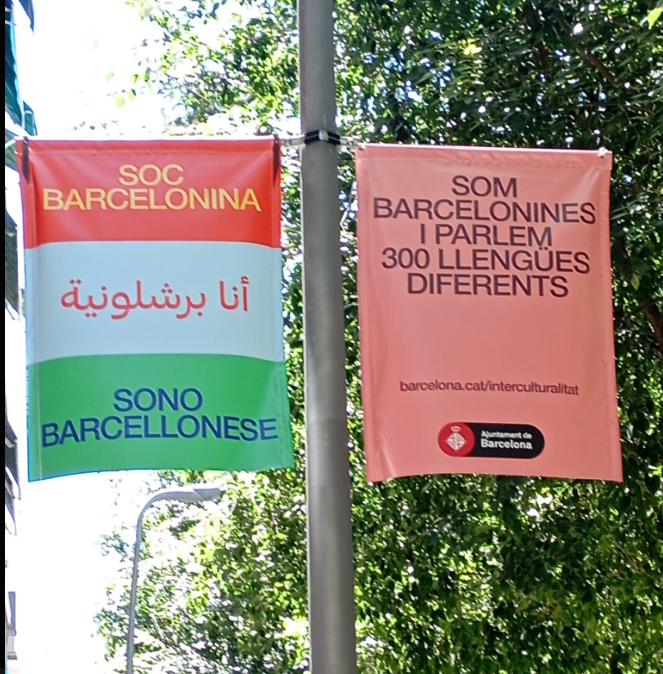 SOC
BARCELONINA
أنا برشلونية
SONO
BARCELLONESE
SOM
BARCELONINES
I PARLEM
300 LLENGÜES
DIFERENTS
barcelona.cat/interculturalitat
Ajuntament de
Barcelona